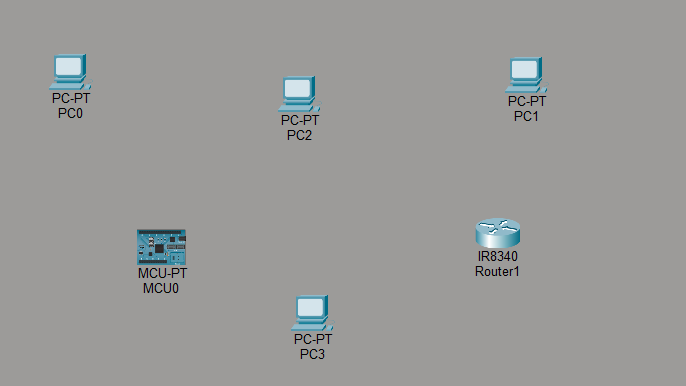 PC-PT
PC0
PC-PT
PC2
PC-PT
PC1
MCU-PT
MCU0
IR8340
Router1
PC-PT
PC3